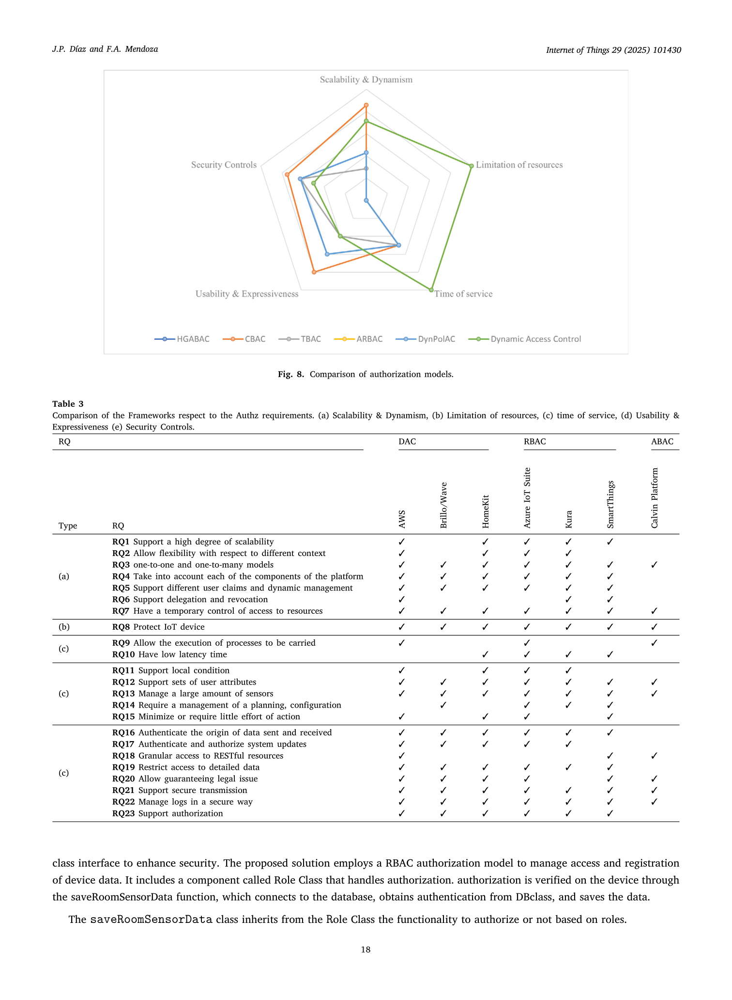 J.P. Díaz and F.A. Mendoza
Internet of Things 29 (2025) 101430
Scalability & Dynamism
Security Controls
Limitation of resources
Usability & Expressiveness
Time of service
HGABAC CBAC TBAC ARBAC DynPolAC Dynamic Access Control
Fig. 8. Comparison of authorization models.
Table 3
Comparison of the Frameworks respect to the Authz requirements. (a) Scalability & Dynamism, (b) Limitation of resources, (c) time of service, (d) Usability &
Expressiveness (e) Security Controls.
RQ DAC RBAC ABAC
Type RQ AWS Brillo/Wave HomeKit Azure IoT Suite Kura SmartThings Calvin Platform
RQ1 Support a high degree of scalability ✓ ✓ ✓ ✓ ✓
RQ2 Allow flexibility with respect to different context ✓ ✓ ✓ ✓
RQ3 one-to-one and one-to-many models ✓ ✓ ✓ ✓ ✓ ✓ ✓
(a) RQ4 Take into account each of the components of the platform ✓ ✓ ✓ ✓ ✓ ✓
RQ5 Support different user claims and dynamic management ✓ ✓ ✓ ✓ ✓ ✓
RQ6 Support delegation and revocation ✓ ✓ ✓
RQ7 Have a temporary control of access to resources ✓ ✓ ✓ ✓ ✓ ✓ ✓
(b) RQ8 Protect IoT device ✓ ✓ ✓ ✓ ✓ ✓ ✓
(c)
RQ9 Allow the execution of processes to be carried ✓ ✓ ✓
RQ10 Have low latency time ✓ ✓ ✓ ✓
RQ11 Support local condition ✓ ✓ ✓ ✓
RQ12 Support sets of user attributes ✓ ✓ ✓ ✓ ✓ ✓ ✓
(c) RQ13 Manage a large amount of sensors ✓ ✓ ✓ ✓ ✓ ✓ ✓
RQ14 Require a management of a planning, configuration ✓ ✓ ✓ ✓
RQ15 Minimize or require little effort of action ✓ ✓ ✓ ✓
RQ16 Authenticate the origin of data sent and received ✓ ✓ ✓ ✓ ✓ ✓
RQ17 Authenticate and authorize system updates ✓ ✓ ✓ ✓ ✓
RQ18 Granular access to RESTful resources ✓ ✓ ✓
RQ19 Restrict access to detailed data ✓ ✓ ✓ ✓ ✓ ✓
(c)
RQ20 Allow guaranteeing legal issue ✓ ✓ ✓ ✓ ✓ ✓
RQ21 Support secure transmission ✓ ✓ ✓ ✓ ✓ ✓ ✓
RQ22 Manage logs in a secure way ✓ ✓ ✓ ✓ ✓ ✓ ✓
RQ23 Support authorization ✓ ✓ ✓ ✓ ✓ ✓
class interface to enhance security. The proposed solution employs a RBAC authorization model to manage access and registration
of device data. It includes a component called Role Class that handles authorization. authorization is verified on the device through
the saveRoomSensorData function, which connects to the database, obtains authentication from DBclass, and saves the data.
The saveRoomSensorData class inherits from the Role Class the functionality to authorize or not based on roles.
18